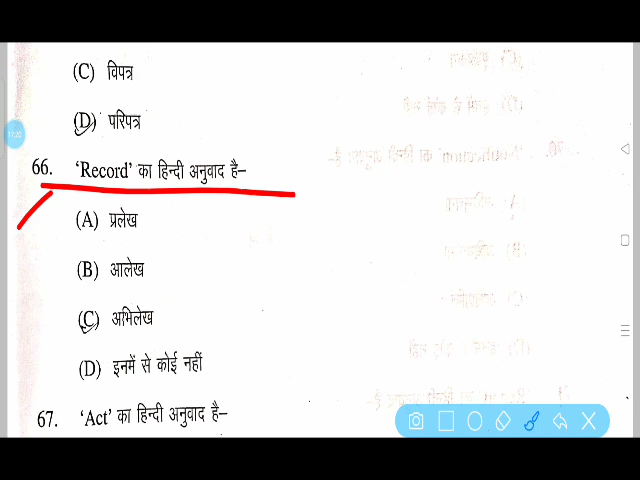 (C) विपत्र
(D) परिपत्र
66. ‘Record’ का हिन्दी अनुवाद है–
(A) प्रलेख
(B) आलेख
(C) अभिलेख
(D) इनमें से कोई नहीं
67. ‘Act’ का हिन्दी अनुवाद है–